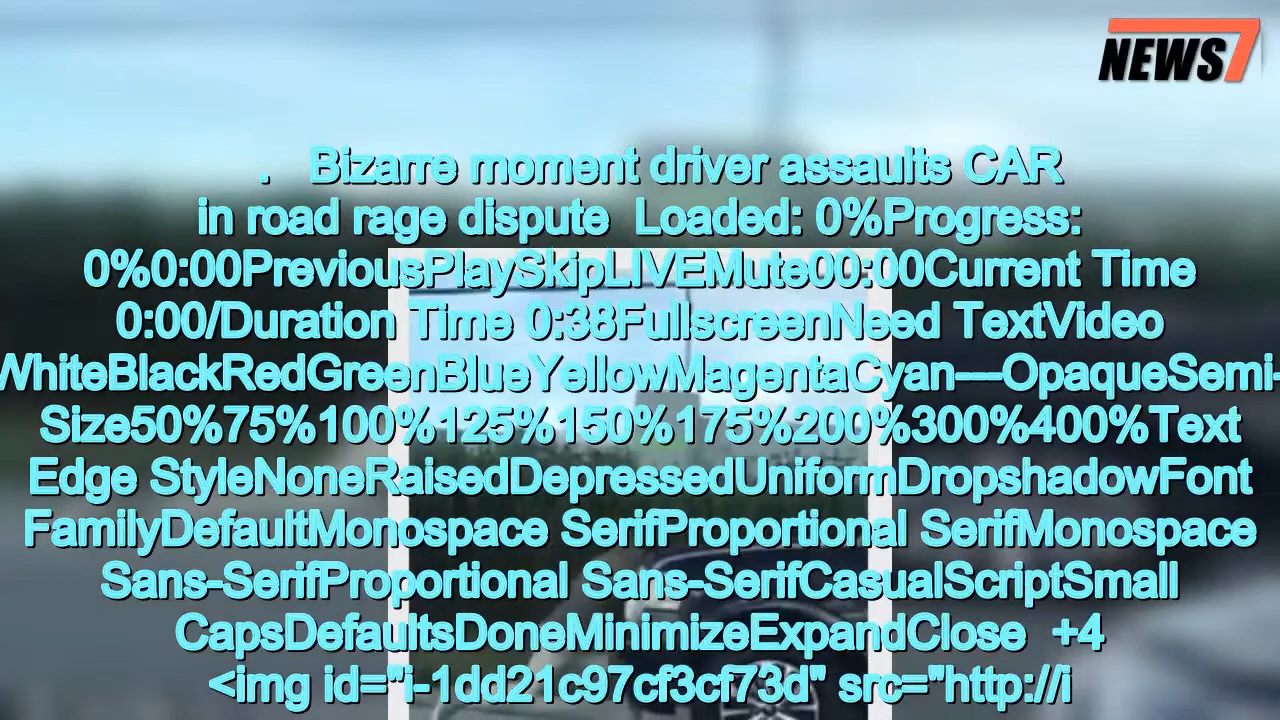 NEWS7
. Bizarre moment driver assaults CAR
in road rage dispute Loaded: 0%Progress:
0%0:00PreviousPlaySkipLIVEMute00:00Current Time
0:00/Duration Time 0:38FullscreenNeed TextVideo
WhiteBlackRedGreenBlueYellowMagentaCyan---OpaqueSemi-
Size50%75%100%125%150%175%200%300%400%Text
Edge StyleNoneRaisedDepressedUniformDropshadowFont
FamilyDefaultMonospace SerifProportional SerifMonospace
Sans-SerifProportional Sans-SerifCasualScriptSmall
CapsDefaultsDoneMinimizeExpandClose +4
<img id="i-1dd21c97cf3cf73d" src="http://i